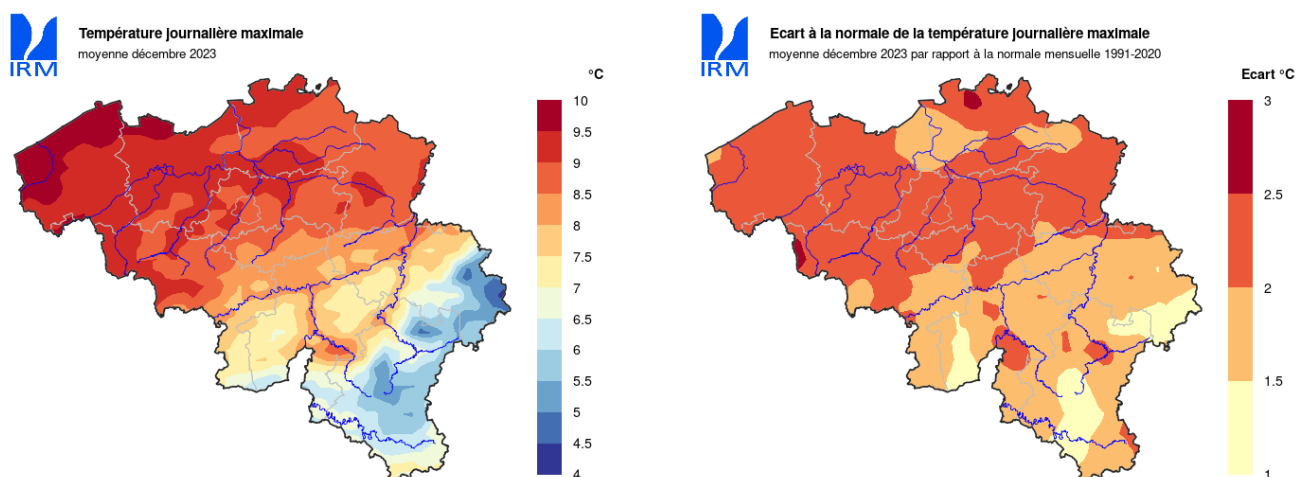 Température journalière maximale
moyenne décembre 2023
IRM
°C
10
9.5
9
8.5
8
7.5
7
6.5
6
5.5
5
4.5
4
Ecart à la normale de la température journalière maximale
moyenne décembre 2023 par rapport à la normale mensuelle 1991-2020
IRM
Ecart °C
3
2.5
2
1.5
1